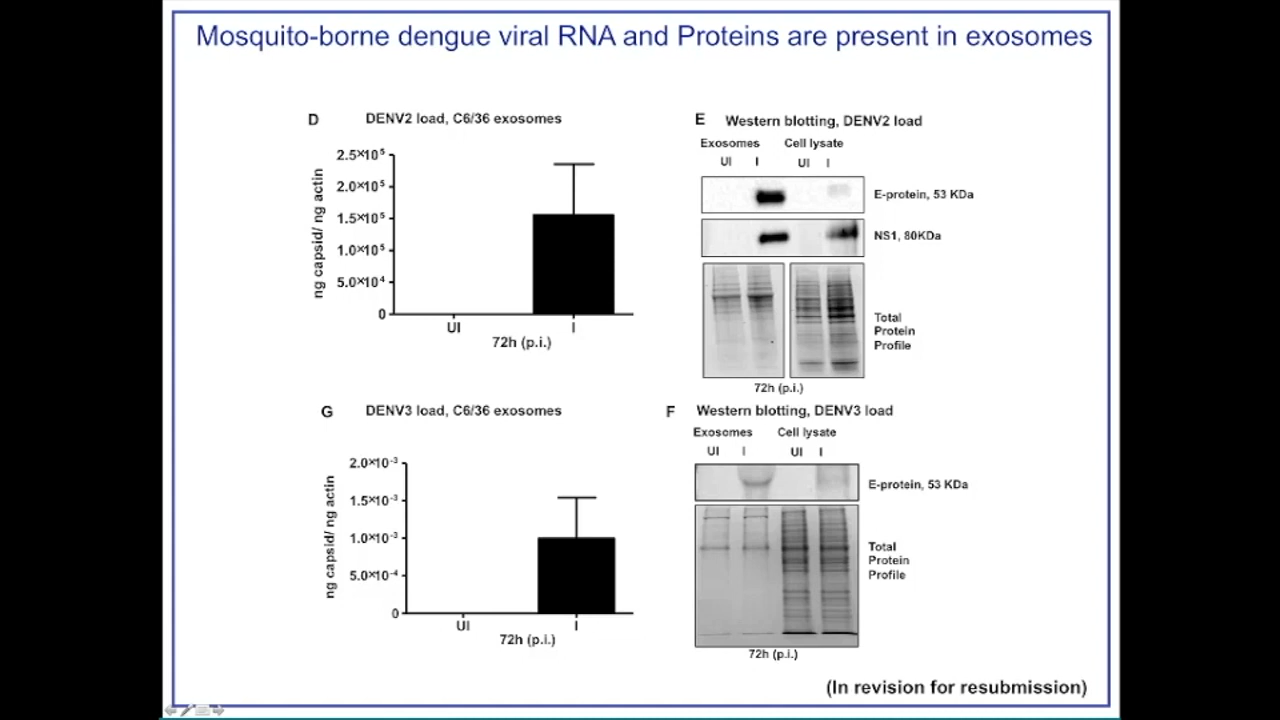 Mosquito-borne dengue viral RNA and Proteins are present in exosomes
D DENV2 load, C6/36 exosomes
ng capsid/ ng actin
2.5×10⁵
2.0×10⁵
1.5×10⁵
1.0×10⁵
5.0×10⁴
0
UI I
72h (p.i.)
E Western blotting, DENV2 load
Exosomes Cell lysate
UI I UI I
E-protein, 53 KDa
NS1, 80KDa
Total
Protein
Profile
72h (p.i.)
G DENV3 load, C6/36 exosomes
ng capsid/ ng actin
2.0×10⁻³
1.5×10⁻³
1.0×10⁻³
5.0×10⁻⁴
0
UI I
72h (p.i.)
F Western blotting, DENV3 load
Exosomes Cell lysate
UI I UI I
E-protein, 53 KDa
Total
Protein
Profile
72h (p.i.)
(In revision for resubmission)